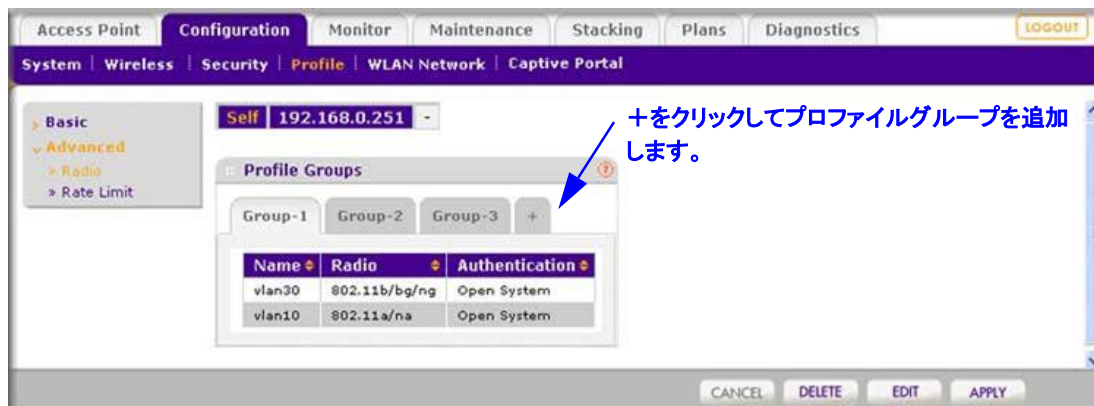 Access Point Configuration Monitor Maintenance Stacking Plans Diagnostics LOGOUT
System Wireless Security Profile WLAN Network Captive Portal
Basic
Advanced
» Radio
» Rate Limit
Self 192.168.0.251 -
+をクリックしてプロファイルグループを追加
します。
Profile Groups ?
Group-1 Group-2 Group-3 +
Name Radio Authentication
vlan30 802.11b/bg/ng Open System
vlan10 802.11a/na Open System
CANCEL DELETE EDIT APPLY